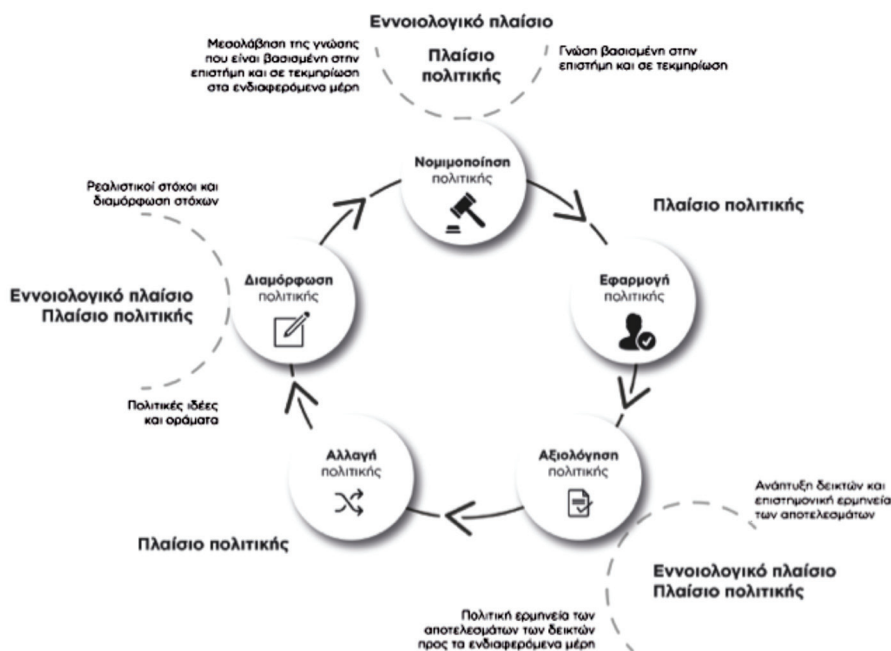 Εννοιολογικό πλαίσιο
Μεσολάβηση της γνώσης
που είναι βασισμένη στην
επιστήμη και σε τεκμηρίωση
στα ενδιαφερόμενα μέρη
Πλαίσιο
πολιτικής
Γνώση βασισμένη στην
επιστήμη και σε τεκμηρίωση
Νομιμοποίηση
πολιτικής
Ρεαλιστικοί στόχοι και
διαμόρφωση στόχων
Πλαίσιο πολιτικής
Διαμόρφωση
πολιτικής
Εφαρμογή
πολιτικής
Εννοιολογικό πλαίσιο
Πλαίσιο πολιτικής
Πολιτικές ιδέες
και οράματα
Αλλαγή
πολιτικής
Αξιολόγηση
πολιτικής
Ανάπτυξη δεικτών και
επιστημονική ερμηνεία
των αποτελεσμάτων
Πλαίσιο πολιτικής
Εννοιολογικό πλαίσιο
Πλαίσιο πολιτικής
Πολιτική ερμηνεία των
αποτελεσμάτων των δεικτών
προς τα ενδιαφερόμενα μέρη